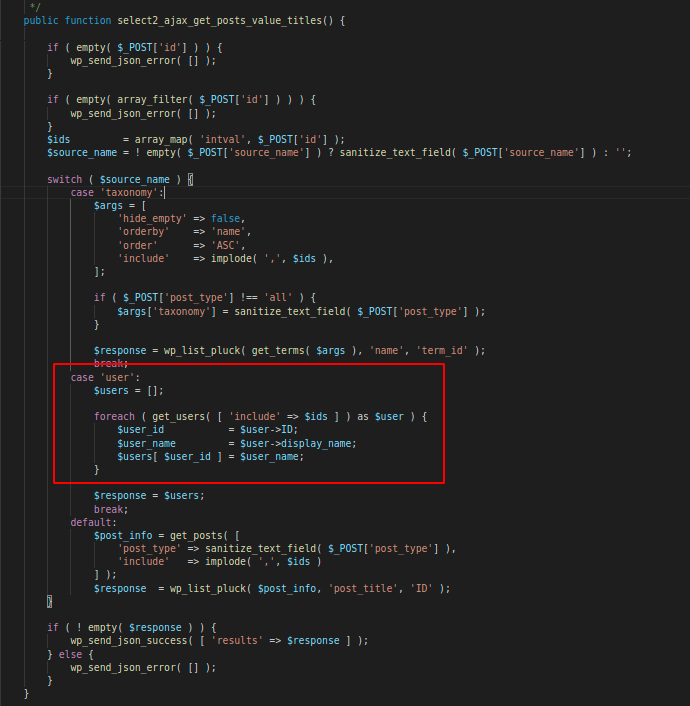 */
public function select2_ajax_get_posts_value_titles() {
if ( empty( $_POST['id'] ) ) {
wp_send_json_error( [] );
}
if ( empty( array_filter( $_POST['id'] ) ) ) {
wp_send_json_error( [] );
}
$ids         = array_map( 'intval', $_POST['id'] );
$source_name = ! empty( $_POST['source_name'] ) ? sanitize_text_field( $_POST['source_name'] ) : '';
switch ( $source_name ) {
case 'taxonomy':
$args = [
'hide_empty' => false,
'orderby'    => 'name',
'order'      => 'ASC',
'include'    => implode( ',', $ids ),
];
if ( $_POST['post_type'] !== 'all' ) {
$args['taxonomy'] = sanitize_text_field( $_POST['post_type'] );
}
$response = wp_list_pluck( get_terms( $args ), 'name', 'term_id' );
break;
case 'user':
$users = [];
foreach ( get_users( [ 'include' => $ids ] ) as $user ) {
$user_id           = $user->ID;
$user_name         = $user->display_name;
$users[ $user_id ] = $user_name;
}
$response = $users;
break;
default:
$post_info = get_posts( [
'post_type' => sanitize_text_field( $_POST['post_type'] ),
'include'   => implode( ',', $ids )
] );
$response  = wp_list_pluck( $post_info, 'post_title', 'ID' );
}
if ( ! empty( $response ) ) {
wp_send_json_success( [ 'results' => $response ] );
} else {
wp_send_json_error( [] );
}
}